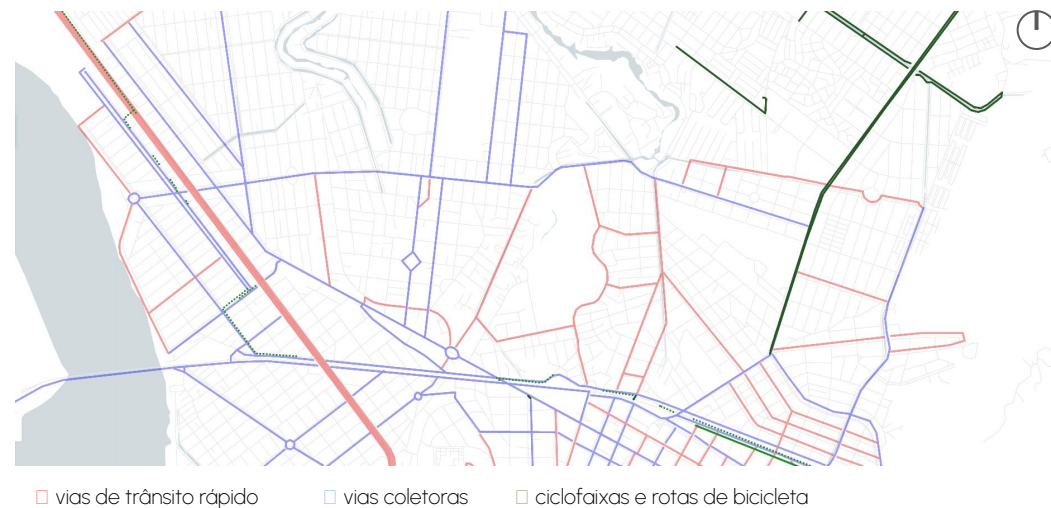 vias de trânsito rápido
vias coletoras
ciclofaixas e rotas de bicicleta